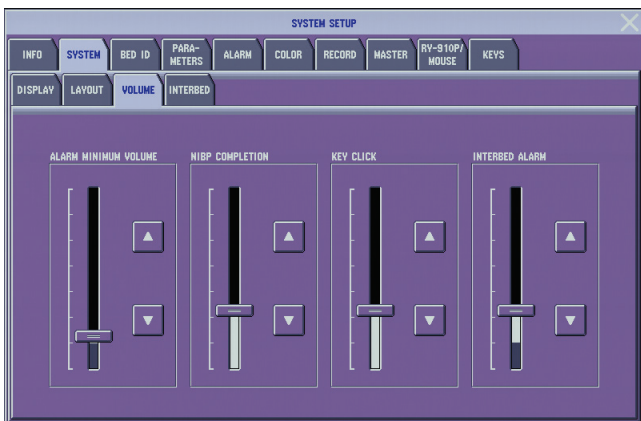 SYSTEM SETUP
INFO SYSTEM BED ID PARA-METERS ALARM COLOR RECORD MASTER RY-910P/MOUSE KEYS
DISPLAY LAYOUT VOLUME INTERBED
ALARM MINIMUM VOLUME NIBP COMPLETION KEY CLICK INTERBED ALARM